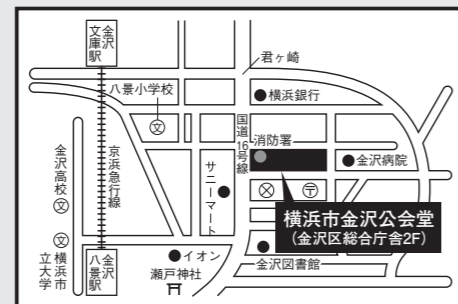 金沢
文庫駅
君ヶ崎
八景小学校
横浜銀行
文
国道16号線
消防署
京浜急行線
金沢高校
文
サニーマート
金沢病院
横浜市金沢公会堂
(金沢区総合庁舎2F)
文
横浜市
立大学
金沢
八景駅
イオン
瀬戸神社
金沢図書館